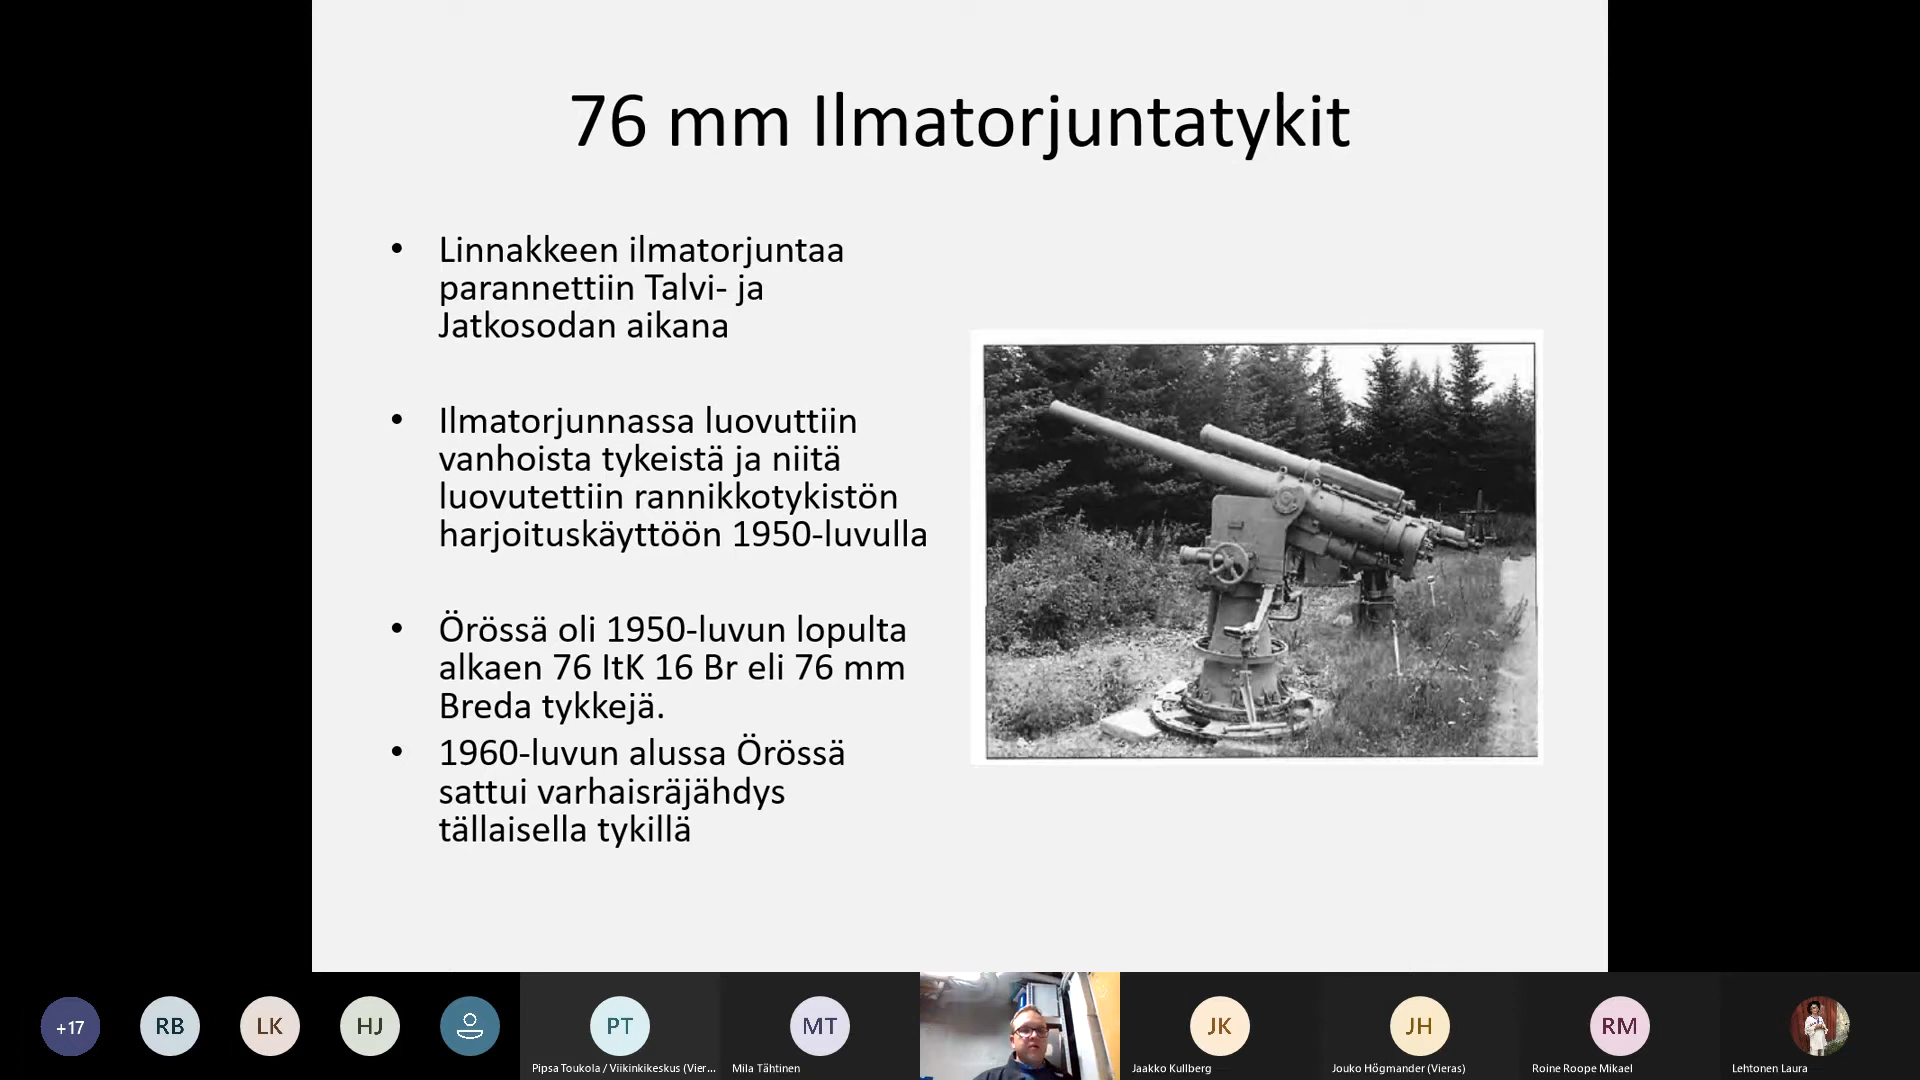 76 mm Ilmatorjuntatykit
• Linnakkeen ilmatorjuntaa
parannettiin Talvi- ja
Jatkosodan aikana
• Ilmatorjunnassa luovuttiin
vanhoista tykeistä ja niitä
luovutettiin rannikkotykistön
harjoituskäyttöön 1950-luvulla
• Örössä oli 1950-luvun lopulta
alkaen 76 ItK 16 Br eli 76 mm
Breda tykkejä.
• 1960-luvun alussa Örössä
sattui varhaisräjähdys
tällaisella tykillä
+17
RB
LK
HJ
PT
MT
JK
JH
RM
Pipsa Toukola / Viikinkikeskus (Vier...
Mila Tähtinen
Jaakko Kullberg
Jouko Högmander (Vieras)
Roine Roope Mikael
Lehtonen Laura